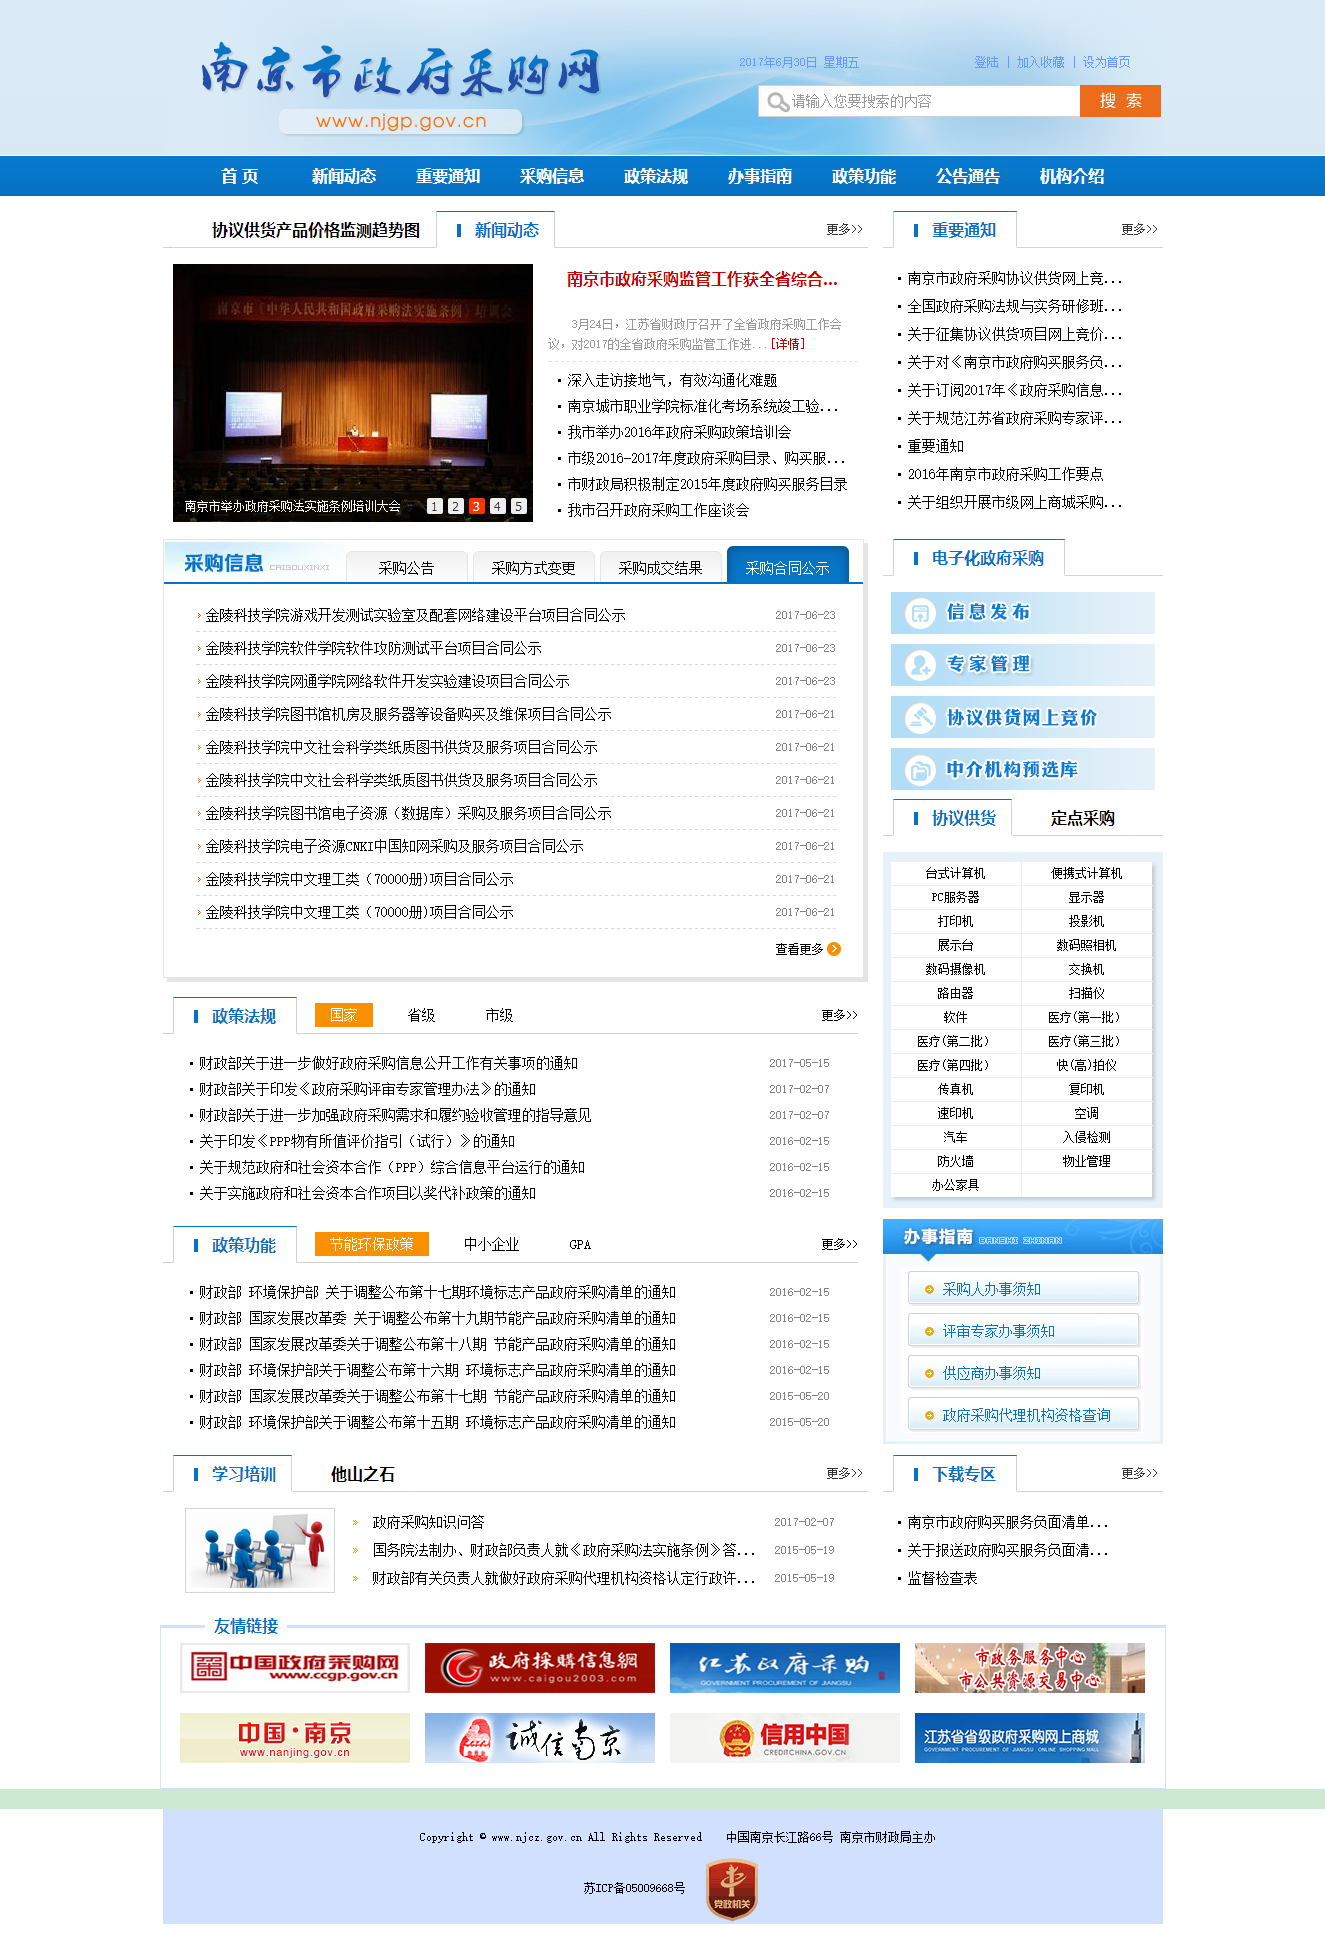 南京市政府采购网
www.njgp.gov.cn
2017年6月30日 星期五
登陆 | 加入收藏 | 设为首页
请输入您要搜索的内容
搜 索
首 页 新闻动态 重要通知 采购信息 政策法规 办事指南 政策功能 公告通告 机构介绍
协议供货产品价格监测趋势图 新闻动态 更多>>
南京市《中华人民共和国政府采购法实施条例》培训会
南京市举办政府采购法实施条例培训大会 1 2 3 4 5
南京市政府采购监管工作获全省综合...
3月24日，江苏省财政厅召开了全省政府采购工作会
议，对2017的全省政府采购监管工作进...[详情]
深入走访接地气，有效沟通化难题
南京城市职业学院标准化考场系统竣工验...
我市举办2016年政府采购政策培训会
市级2016-2017年度政府采购目录、购买服...
市财政局积极制定2015年度政府购买服务目录
我市召开政府采购工作座谈会
重要通知 更多>>
南京市政府采购协议供货网上竞...
全国政府采购法规与实务研修班...
关于征集协议供货项目网上竞价...
关于对《南京市政府购买服务负...
关于订阅2017年《政府采购信息...
关于规范江苏省政府采购专家评...
重要通知
2016年南京市政府采购工作要点
关于组织开展市级网上商城采购...
采购信息 CAIGOUXINXI 采购公告 采购方式变更 采购成交结果 采购合同公示
金陵科技学院游戏开发测试实验室及配套网络建设平台项目合同公示 2017-06-23
金陵科技学院软件学院软件攻防测试平台项目合同公示 2017-06-23
金陵科技学院网通学院网络软件开发实验建设项目合同公示 2017-06-23
金陵科技学院图书馆机房及服务器等设备购买及维保项目合同公示 2017-06-21
金陵科技学院中文社会科学类纸质图书供货及服务项目合同公示 2017-06-21
金陵科技学院中文社会科学类纸质图书供货及服务项目合同公示 2017-06-21
金陵科技学院图书馆电子资源（数据库）采购及服务项目合同公示 2017-06-21
金陵科技学院电子资源CNKI中国知网采购及服务项目合同公示 2017-06-21
金陵科技学院中文理工类（70000册)项目合同公示 2017-06-21
金陵科技学院中文理工类（70000册)项目合同公示 2017-06-21
查看更多
电子化政府采购
信息发布
专家管理
协议供货网上竞价
中介机构预选库
协议供货 定点采购
台式计算机 便携式计算机
PC服务器 显示器
打印机 投影机
展示台 数码照相机
数码摄像机 交换机
路由器 扫描仪
软件 医疗(第一批)
医疗(第二批) 医疗(第三批)
医疗(第四批) 快(高)拍仪
传真机 复印机
速印机 空调
汽车 入侵检测
防火墙 物业管理
办公家具
政策法规 国家 省级 市级 更多>>
财政部关于进一步做好政府采购信息公开工作有关事项的通知 2017-05-15
财政部关于印发《政府采购评审专家管理办法》的通知 2017-02-07
财政部关于进一步加强政府采购需求和履约验收管理的指导意见 2017-02-07
关于印发《PPP物有所值评价指引（试行）》的通知 2016-02-15
关于规范政府和社会资本合作（PPP）综合信息平台运行的通知 2016-02-15
关于实施政府和社会资本合作项目以奖代补政策的通知 2016-02-15
政策功能 节能环保政策 中小企业 GPA 更多>>
财政部 环境保护部 关于调整公布第十七期环境标志产品政府采购清单的通知 2016-02-15
财政部 国家发展改革委 关于调整公布第十九期节能产品政府采购清单的通知 2016-02-15
财政部 国家发展改革委关于调整公布第十八期 节能产品政府采购清单的通知 2016-02-15
财政部 环境保护部关于调整公布第十六期 环境标志产品政府采购清单的通知 2016-02-15
财政部 国家发展改革委关于调整公布第十七期 节能产品政府采购清单的通知 2015-05-20
财政部 环境保护部关于调整公布第十五期 环境标志产品政府采购清单的通知 2015-05-20
办事指南 BANSHI ZHINAN
采购人办事须知
评审专家办事须知
供应商办事须知
政府采购代理机构资格查询
学习培训 他山之石 更多>>
政府采购知识问答 2017-02-07
国务院法制办、财政部负责人就《政府采购法实施条例》答... 2015-05-19
财政部有关负责人就做好政府采购代理机构资格认定行政许... 2015-05-19
下载专区 更多>>
南京市政府购买服务负面清单...
关于报送政府购买服务负面清...
监督检查表
友情链接
中国政府采购网
www.ccgp.gov.cn
政府採購信息網
www.caigou2003.com
江苏政府采购
GOVERNMENT PROCUREMENT OF JIANGSU
市政务服务中心
市公共资源交易中心
中国·南京
www.nanjing.gov.cn
诚信南京
信用中国
CREDITCHINA.GOV.CN
江苏省省级政府采购网上商城
GOVERNMENT PROCUREMENT OF JIANGSU ONLINE SHOPPING MALL
Copyright © www.njcz.gov.cn All Rights Reserved 中国南京长江路66号 南京市财政局主办
苏ICP备05009668号
党政机关